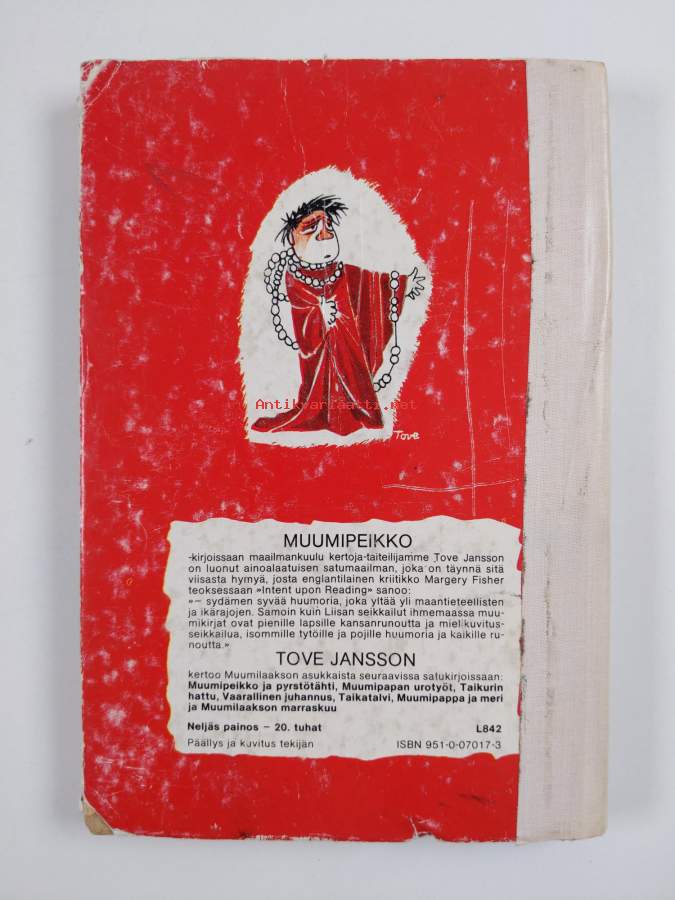 Antikvariaatti.net
Tove
MUUMIPEIKKO
-kirjoissaan maailmankuulu kertoja-taiteilijamme Tove Jansson
on luonut ainoalaatuisen satumaailman, joka on täynnä sitä
viisasta hymyä, josta englantilainen kriitikko Margery Fisher
teoksessaan »Intent upon Reading» sanoo:
»— sydämen syvää huumoria, joka yltää yli maantieteellisten
ja ikärajojen. Samoin kuin Liisan seikkailut ihmemaassa muu-
mikirjat ovat pienille lapsille kansanrunoutta ja mielikuvitus-
seikkailua, isommille tytöille ja pojille huumoria ja kaikille ru-
noutta.»
TOVE JANSSON
kertoo Muumilaakson asukkaista seuraavissa satukirjoissaan:
Muumipeikko ja pyrstötähti, Muumipapan urotyöt, Taikurin
hattu, Vaarallinen juhannus, Taikatalvi, Muumipappa ja meri
ja Muumilaakson marraskuu
Neljäs painos – 20. tuhat L842
Päällys ja kuvitus tekijän ISBN 951-0-07017-3